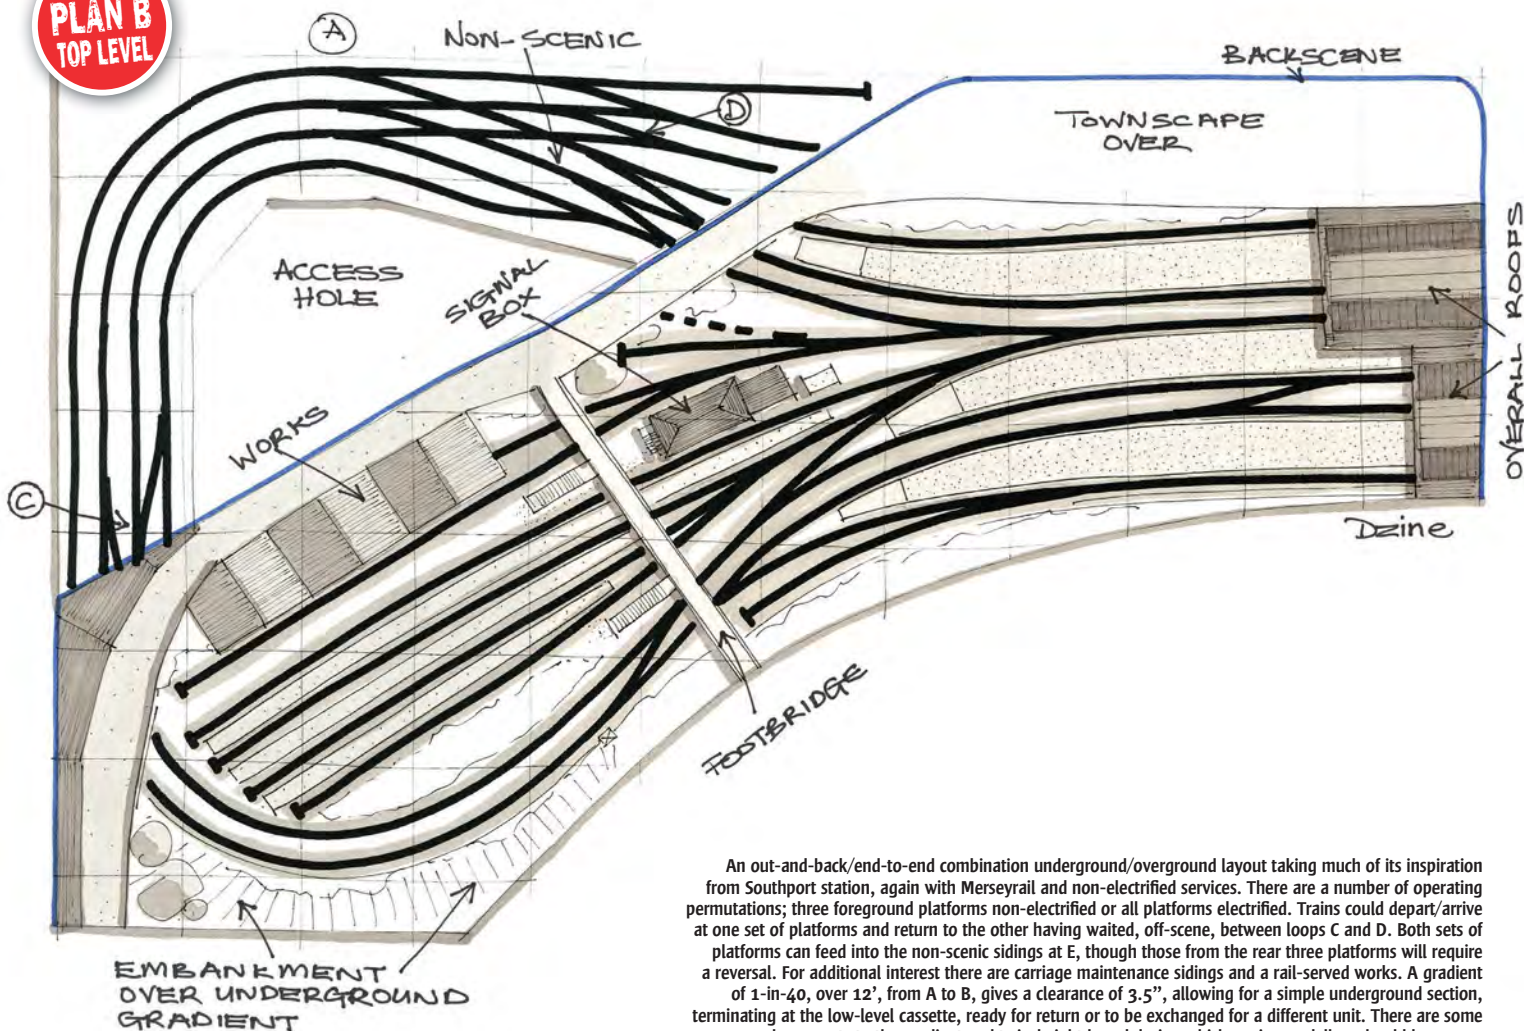 PLAN B
TOP LEVEL
A
NON-SCENIC
D
BACKSCENE
TOWNSCAPE
OVER
ACCESS
HOLE
SIGNAL
BOX
OVERALL ROOFS
WORKS
C
Dzine
FOOTBRIDGE
EMBANKMENT
OVER UNDERGROUND
GRADIENT
An out-and-back/end-to-end combination underground/overground layout taking much of its inspiration
from Southport station, again with Merseyrail and non-electrified services. There are a number of operating
permutations; three foreground platforms non-electrified or all platforms electrified. Trains could depart/arrive
at one set of platforms and return to the other having waited, off-scene, between loops C and D. Both sets of
platforms can feed into the non-scenic sidings at E, though those from the rear three platforms will require
a reversal. For additional interest there are carriage maintenance sidings and a rail-served works. A gradient
of 1-in-40, over 12’, from A to B, gives a clearance of 3.5”, allowing for a simple underground section,
terminating at the low-level cassette, ready for return or to be exchanged for a different unit. There are some